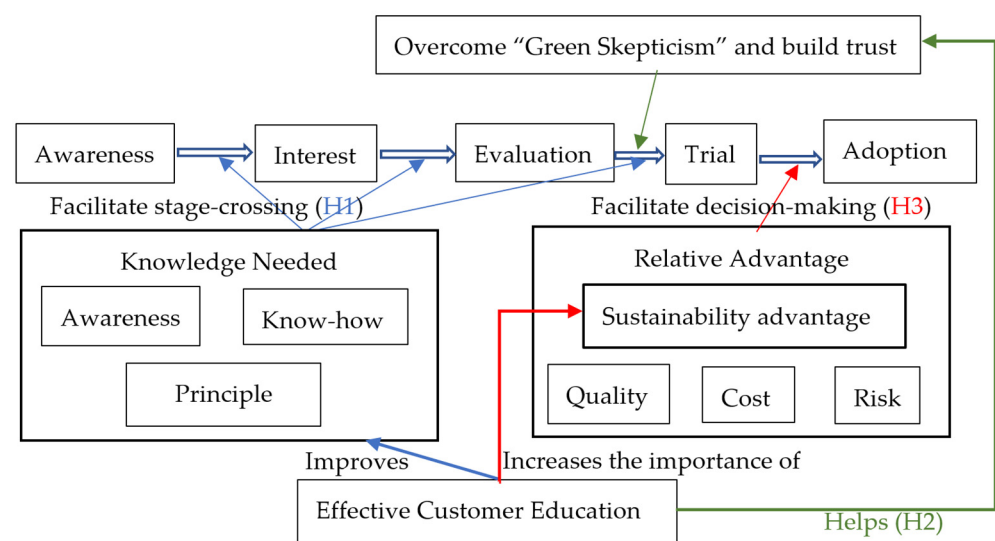 Overcome “Green Skepticism” and build trust
Awareness
Interest
Evaluation
Trial
Adoption
Facilitate stage-crossing (H1)
Facilitate decision-making (H3)
Knowledge Needed
Awareness
Know-how
Principle
Relative Advantage
Sustainability advantage
Quality
Cost
Risk
Improves
Increases the importance of
Effective Customer Education
Helps (H2)